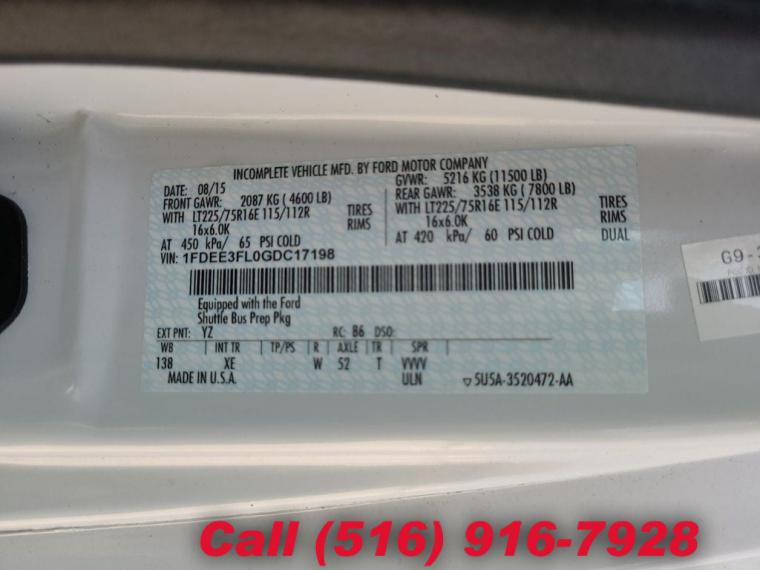 INCOMPLETE VEHICLE MFD. BY FORD MOTOR COMPANY
DATE: 08/15 GVWR: 5216 KG (11500 LB)
FRONT GAWR: 2087 KG (4600 LB) REAR GAWR: 3538 KG (7800 LB)
WITH LT225/75R16E 115/112R TIRES WITH LT225/75R16E 115/112R TIRES
16x6.0K RIMS 16x6.0K RIMS
AT 450 kPa/ 65 PSI COLD AT 420 kPa/ 60 PSI COLD DUAL
VIN: 1FDEE3FL0GDC17198
Equipped with the Ford
Shuttle Bus Prep Pkg
EXT PNT: YZ RC: 86 DSO:
WB INT TR TP/PS R AXLE TR SPR
138 XE W 52 T VVVV
MADE IN U.S.A. ULN ▽5U5A-3520472-AA
G9-3
Call (516) 916-7928